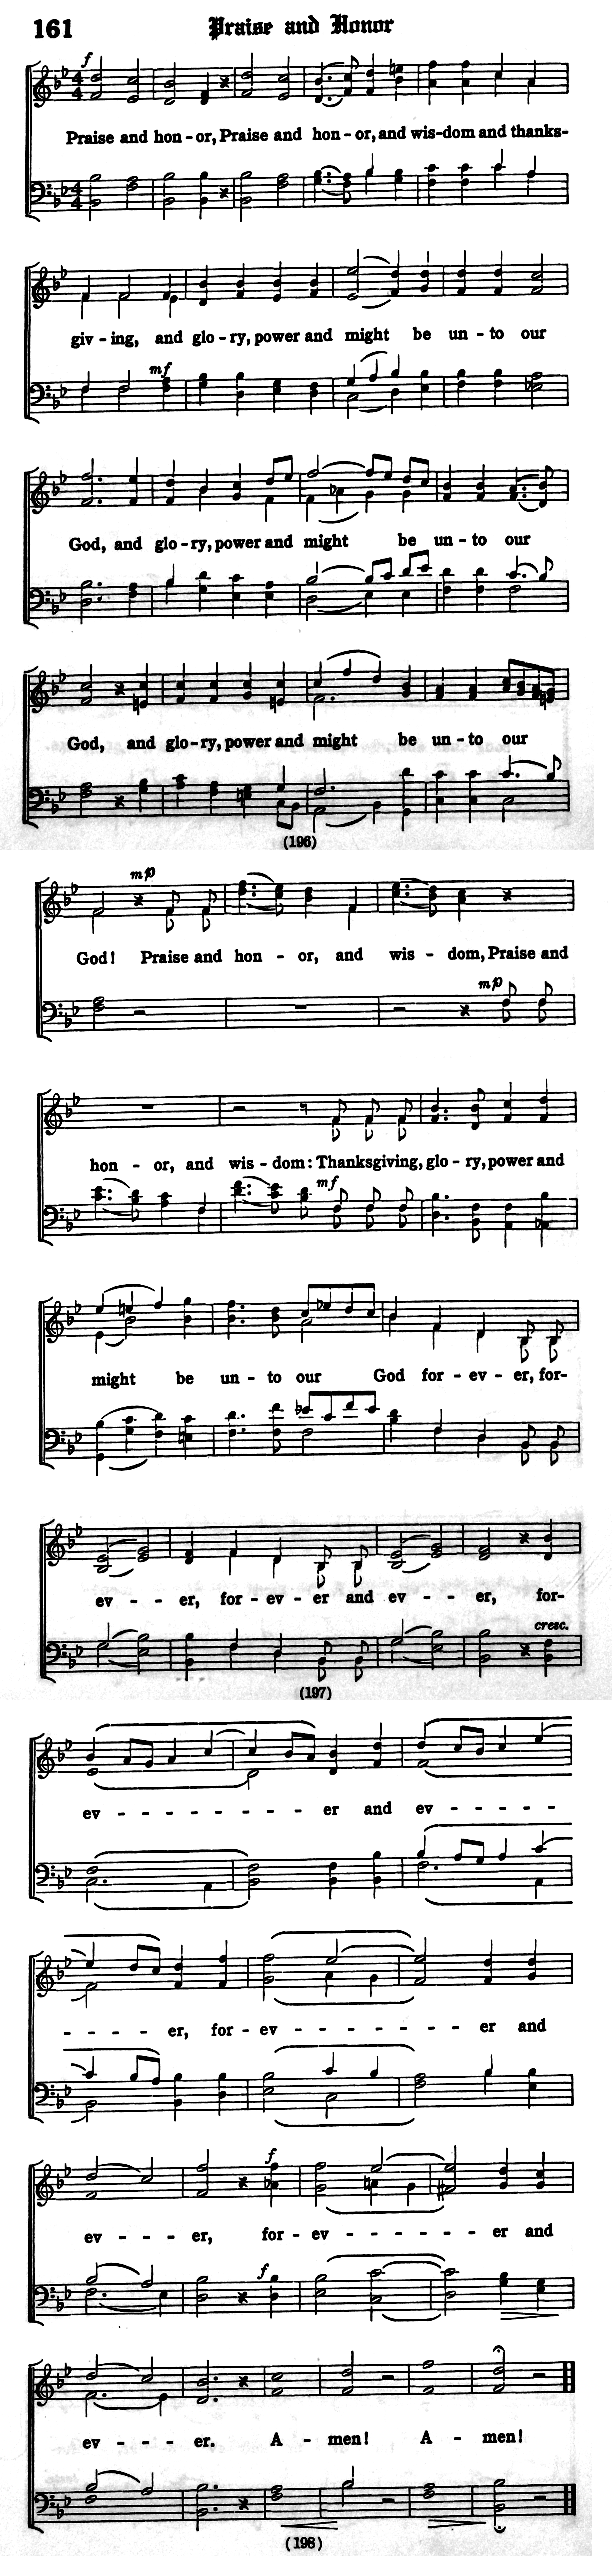 161 Praise and Honor
f
Praise and hon - or, Praise and hon - or, and wis-dom and thanks-
giv - ing, and glo - ry, power and might be un - to our
mf
God, and glo - ry, power and might be un - to our
God, and glo - ry, power and might be un - to our
(196)
mp
God! Praise and hon - or, and wis - dom, Praise and
mp
hon - or, and wis - dom: Thanksgiving, glo - ry, power and
mf
might be un - to our God for - ev - er, for-
ev - - er, for - ev - er and ev - - er, for-
cresc.
(197)
ev - - - - - - - er and ev - - - - -
- - - - - er, for - ev - - - - - - - - er and
f
ev - - - er, for - ev - - - - - - - er and
f
ev - - - er. A - men! A - men!
(198)